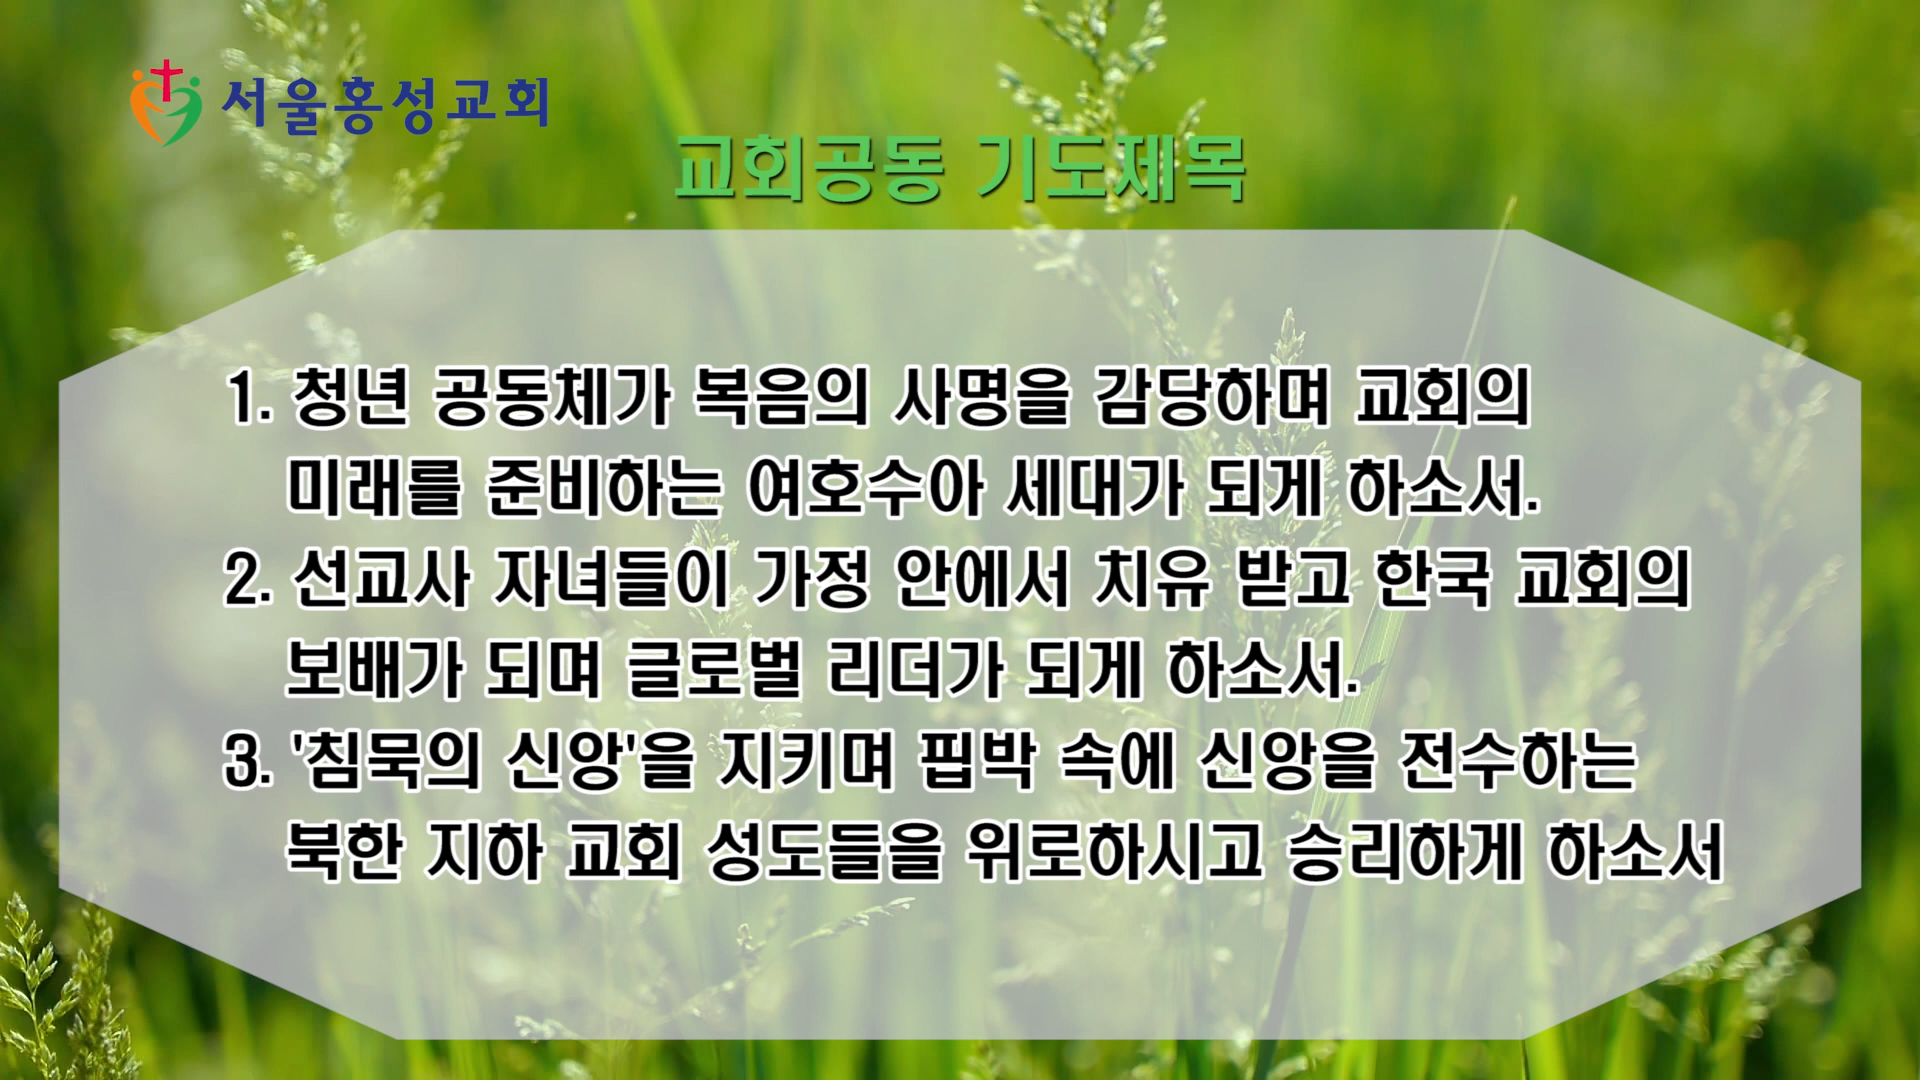 서울홍성교회
교회공동 기도제목
1. 청년 공동체가 복음의 사명을 감당하며 교회의
미래를 준비하는 여호수아 세대가 되게 하소서.
2. 선교사 자녀들이 가정 안에서 치유 받고 한국 교회의
보배가 되며 글로벌 리더가 되게 하소서.
3. '침묵의 신앙'을 지키며 핍박 속에 신앙을 전수하는
북한 지하 교회 성도들을 위로하시고 승리하게 하소서